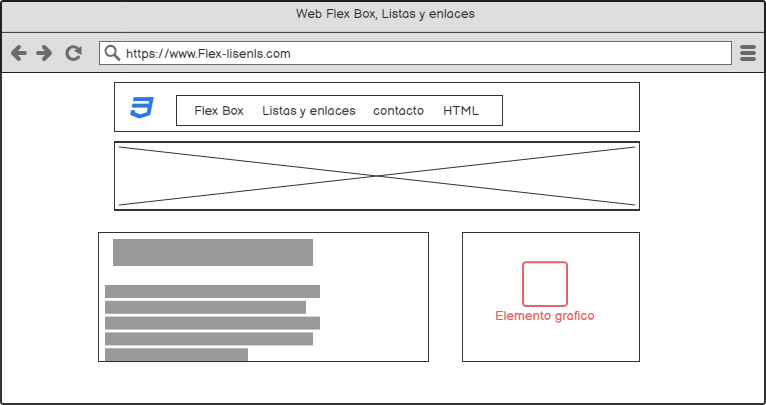 Web Flex Box, Listas y enlaces
https://www.Flex-lisenls.com
Flex Box Listas y enlaces contacto HTML
Elemento grafico